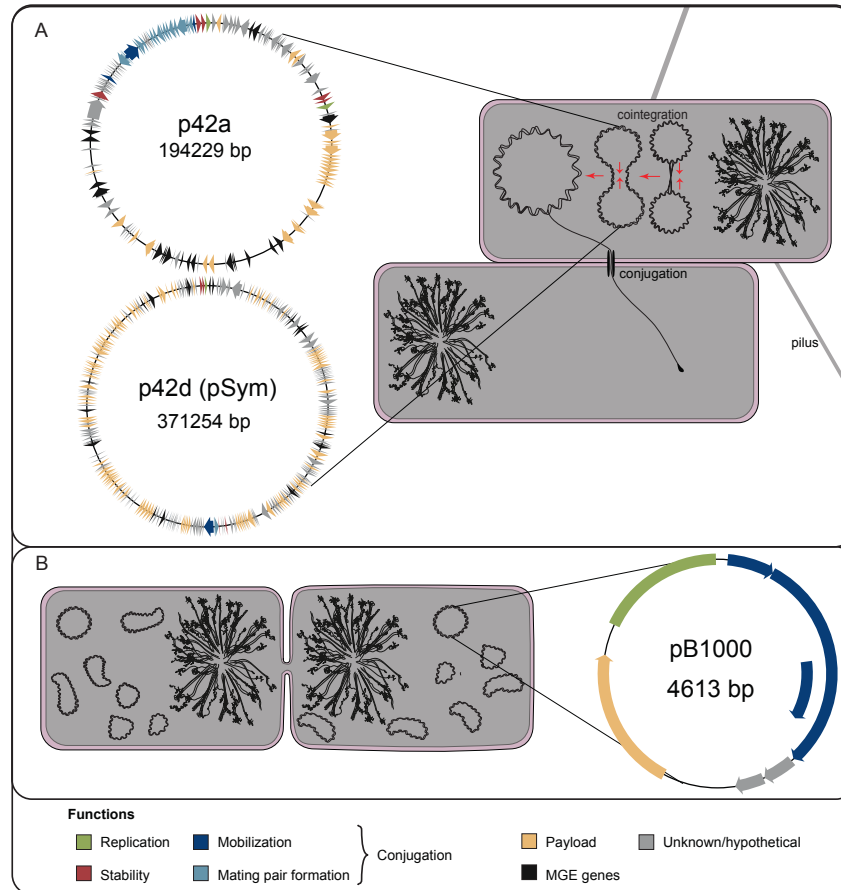 A
p42a
194229 bp
cointegration
conjugation
pilus
p42d (pSym)
371254 bp
B
pB1000
4613 bp
Functions
Replication
Mobilization
Stability
Mating pair formation
Conjugation
Payload
Unknown/hypothetical
MGE genes